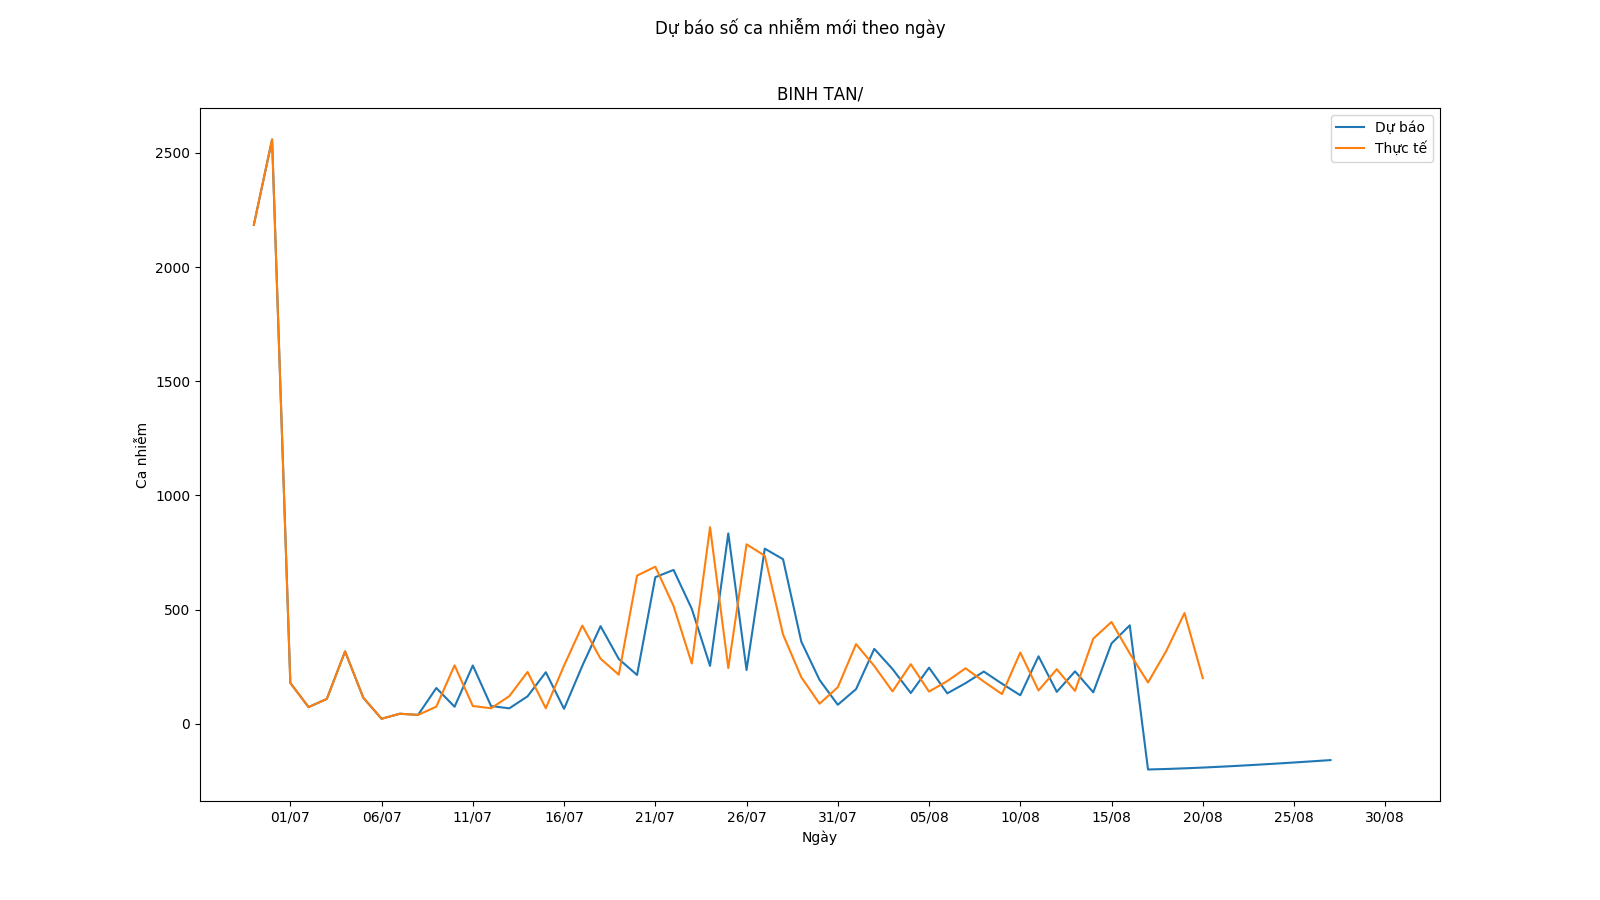 Dự báo số ca nhiễm mới theo ngày
BINH TAN/
Dự báo
Thực tế
2500
2000
1500
1000
500
0
Ca nhiễm
01/07 06/07 11/07 16/07 21/07 26/07 31/07 05/08 10/08 15/08 20/08 25/08 30/08
Ngày